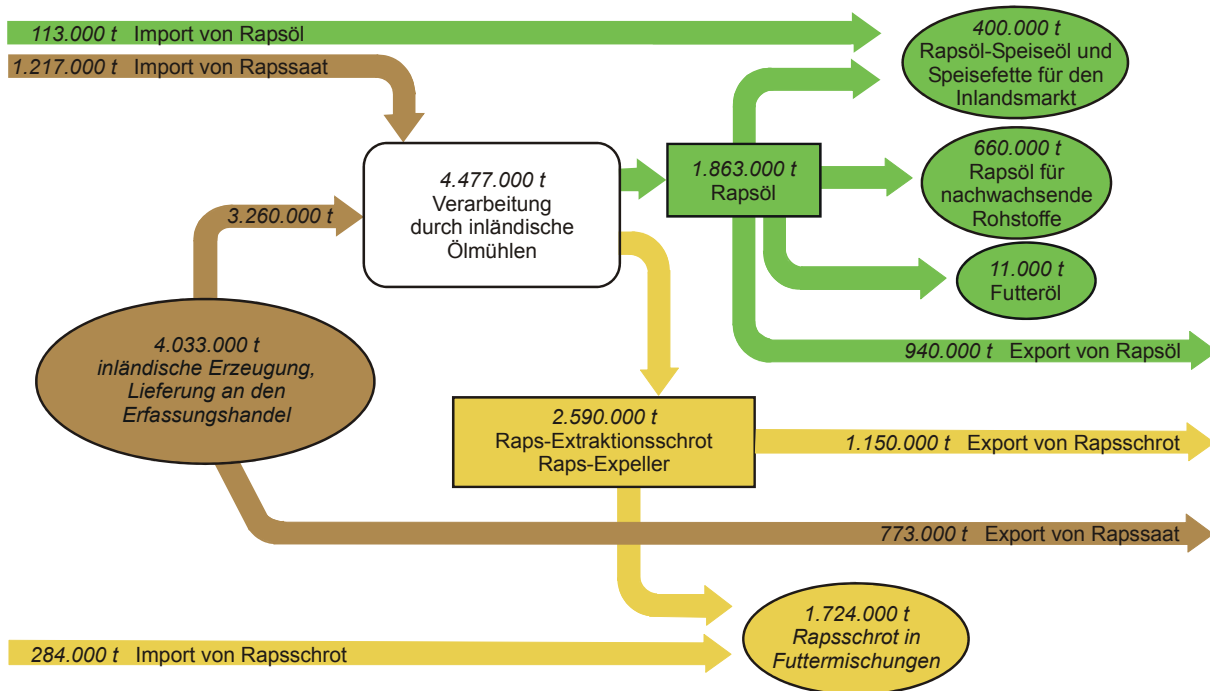 113.000 t Import von Rapsöl
1.217.000 t Import von Rapssaat
400.000 t
Rapsöl-Speiseöl und
Speisefette für den
Inlandsmarkt
4.477.000 t
Verarbeitung
durch inländische
Ölmühlen
1.863.000 t
Rapsöl
660.000 t
Rapsöl für
nachwachsende
Rohstoffe
3.260.000 t
11.000 t
Futteröl
4.033.000 t
inländische Erzeugung,
Lieferung an den
Erfassungshandel
940.000 t Export von Rapsöl
2.590.000 t
Raps-Extraktionsschrot
Raps-Expeller
1.150.000 t Export von Rapsschrot
773.000 t Export von Rapssaat
1.724.000 t
Rapsschrot in
Futtermischungen
284.000 t Import von Rapsschrot